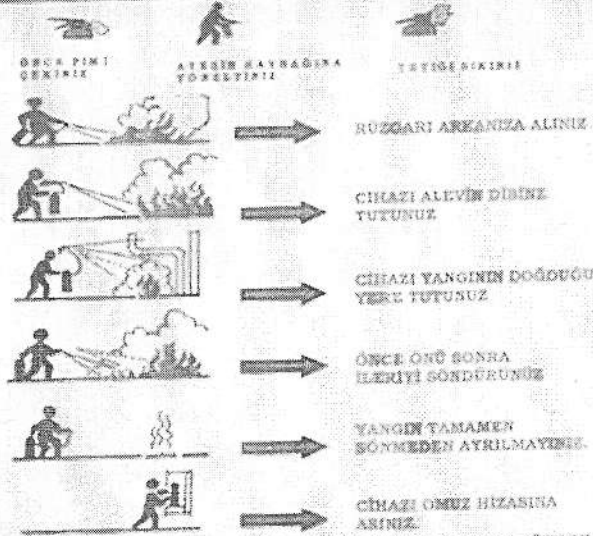 ÖNCE PİMİ
ÇEKİNİZ
ATEŞİN KAYNAĞINA
YÖNELTİNİZ
TETİĞİ SIKINIZ
RÜZGARI ARKANIZA ALINIZ
CİHAZI ALEVİN DİBİNE
TUTUNUZ
CİHAZI YANGININ DOĞDUĞU
YERE TUTUNUZ
ÖNCE ÖNÜ SONRA
İLERİYİ SÖNDÜRÜNÜZ
YANGIN TAMAMEN
SÖNMEDEN AYRILMAYINIZ.
CİHAZI OMUZ HİZASINA
ASINIZ.